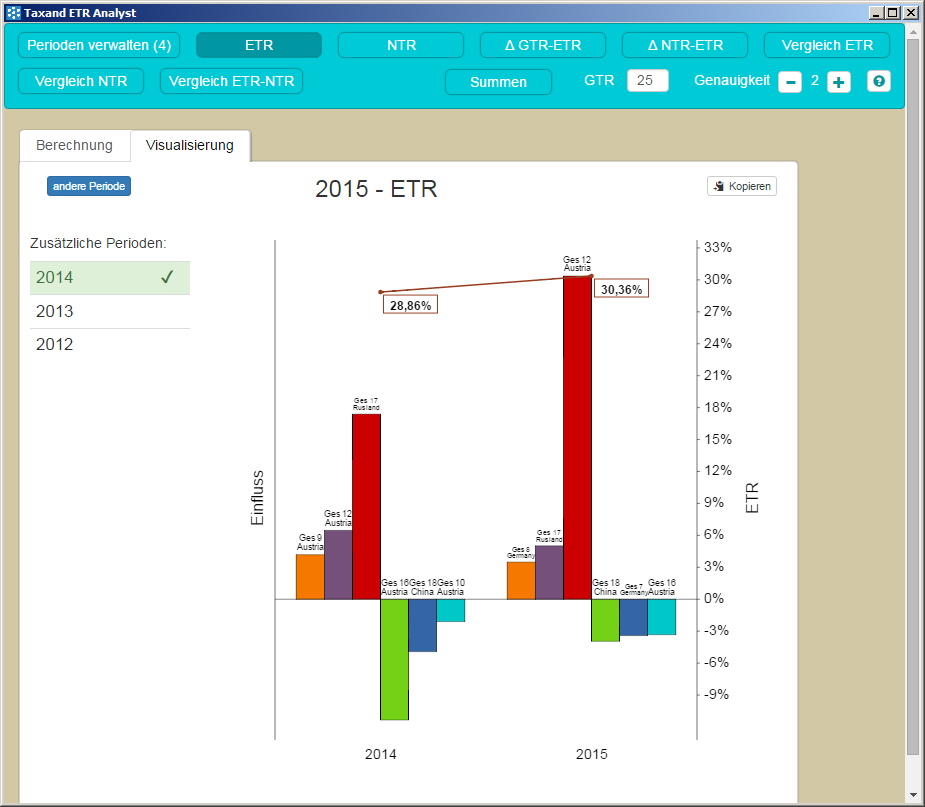 Taxand ETR Analyst
Perioden verwalten (4)
ETR
NTR
Δ GTR-ETR
Δ NTR-ETR
Vergleich ETR
Vergleich NTR
Vergleich ETR-NTR
Summen
GTR
25
Genauigkeit
2
Berechnung
Visualisierung
andere Periode
2015 - ETR
Kopieren
Zusätzliche Perioden:
2014
2013
2012
Einfluss
28,86%
30,36%
Ges 9
Austria
Ges 12
Austria
Ges 17
Rusland
Ges 16
Austria
Ges 18
China
Ges 10
Austria
Ges 8
Germany
Ges 17
Rusland
Ges 12
Austria
Ges 18
China
Ges 7
Germany
Ges 16
Austria
33%
30%
27%
24%
21%
18%
15%
12%
9%
6%
3%
0%
-3%
-6%
-9%
ETR
2014
2015